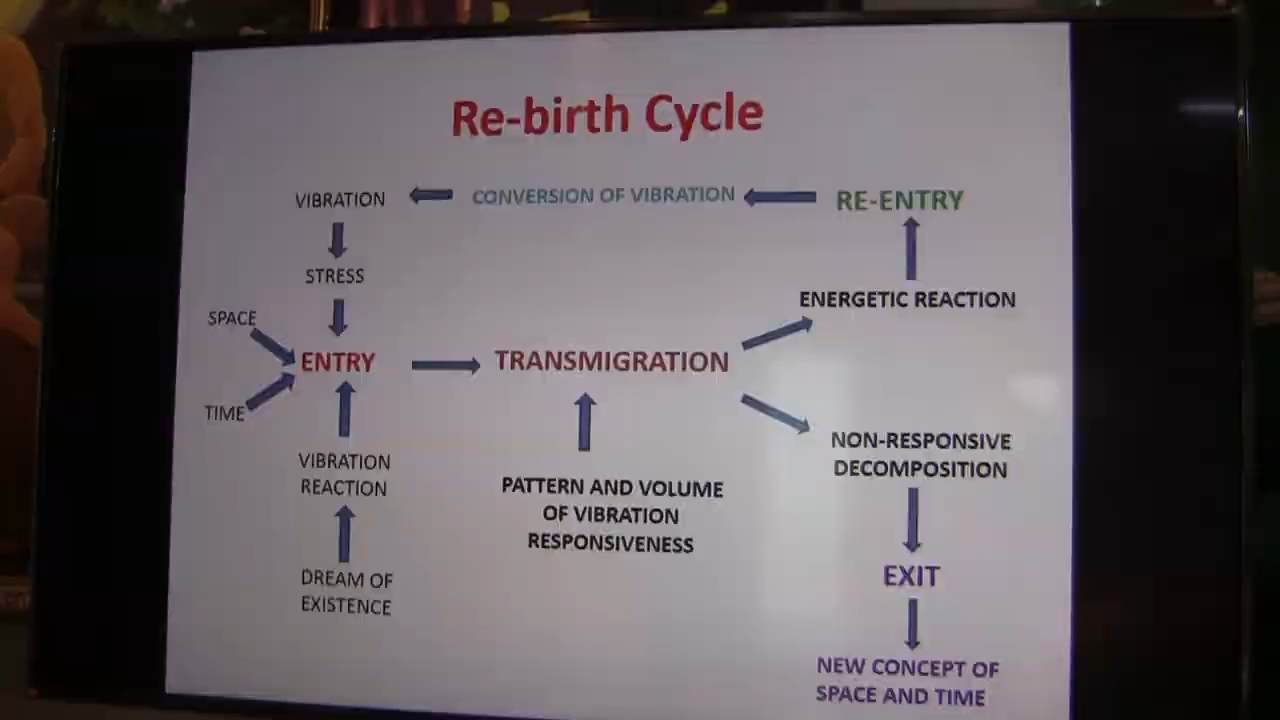 Re-birth Cycle
VIBRATION
CONVERSION OF VIBRATION
RE-ENTRY
STRESS
ENERGETIC REACTION
SPACE
ENTRY
TRANSMIGRATION
TIME
NON-RESPONSIVE
DECOMPOSITION
VIBRATION
REACTION
PATTERN AND VOLUME
OF VIBRATION
RESPONSIVENESS
DREAM OF
EXISTENCE
EXIT
NEW CONCEPT OF
SPACE AND TIME